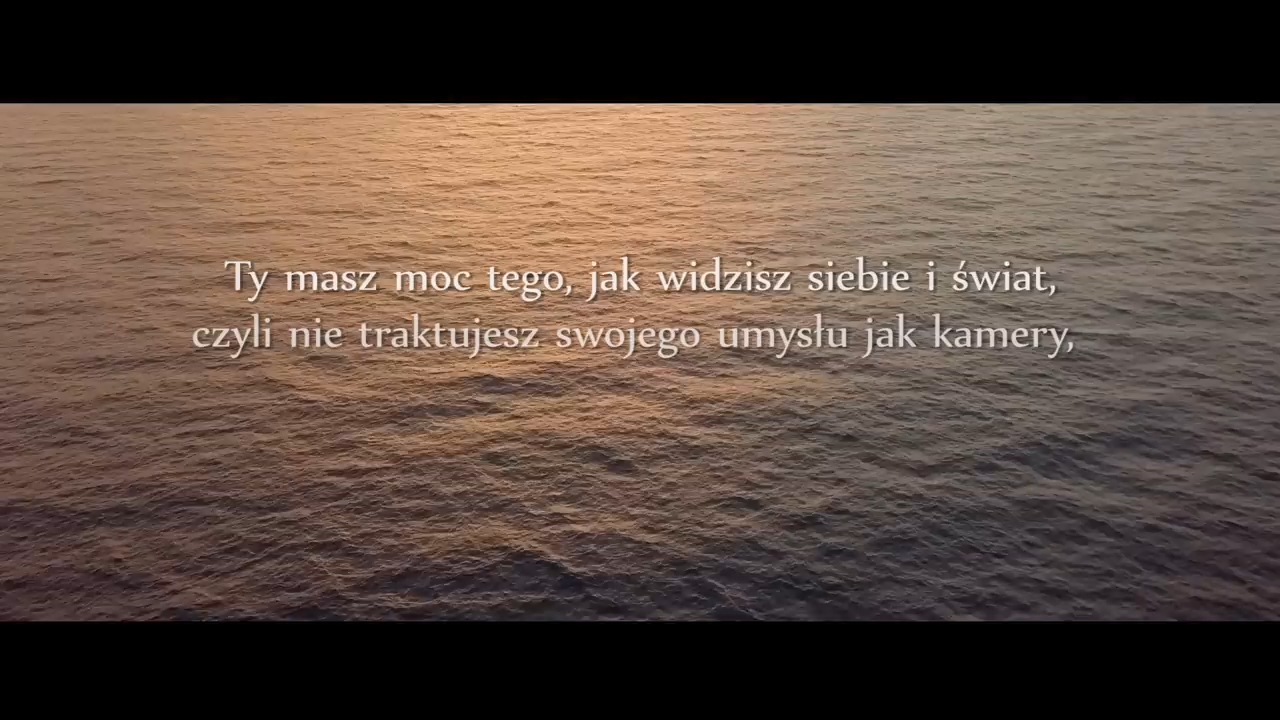 Ty masz moc tego, jak widzisz siebie i świat,
czyli nie traktujesz swojego umysłu jak kamery,